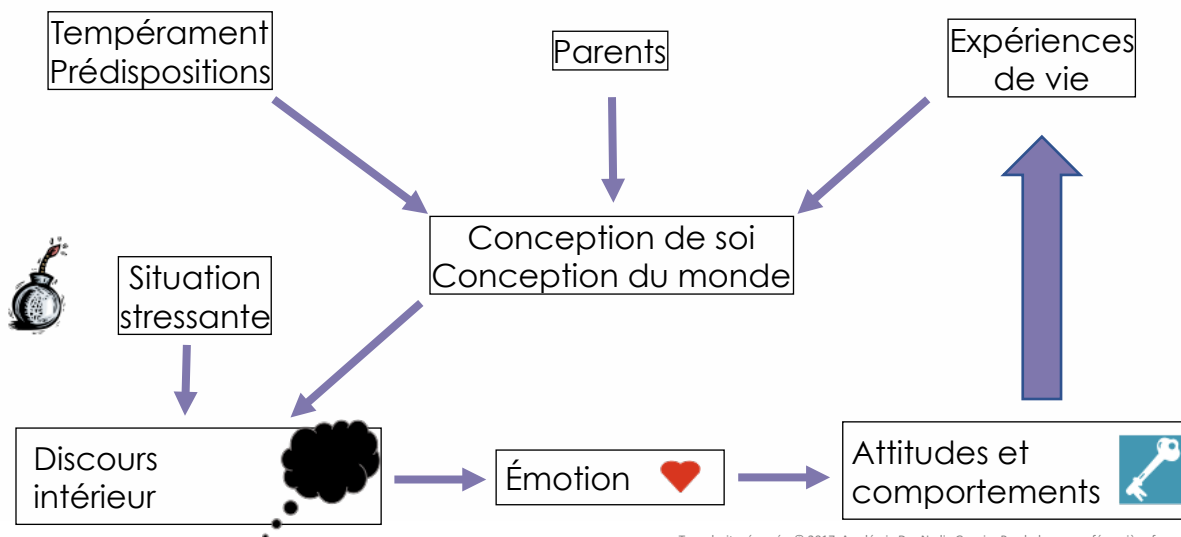 Tempérament
Prédispositions
Parents
Expériences
de vie
Conception de soi
Conception du monde
Situation
stressante
Discours
intérieur
Émotion
Attitudes et
comportements